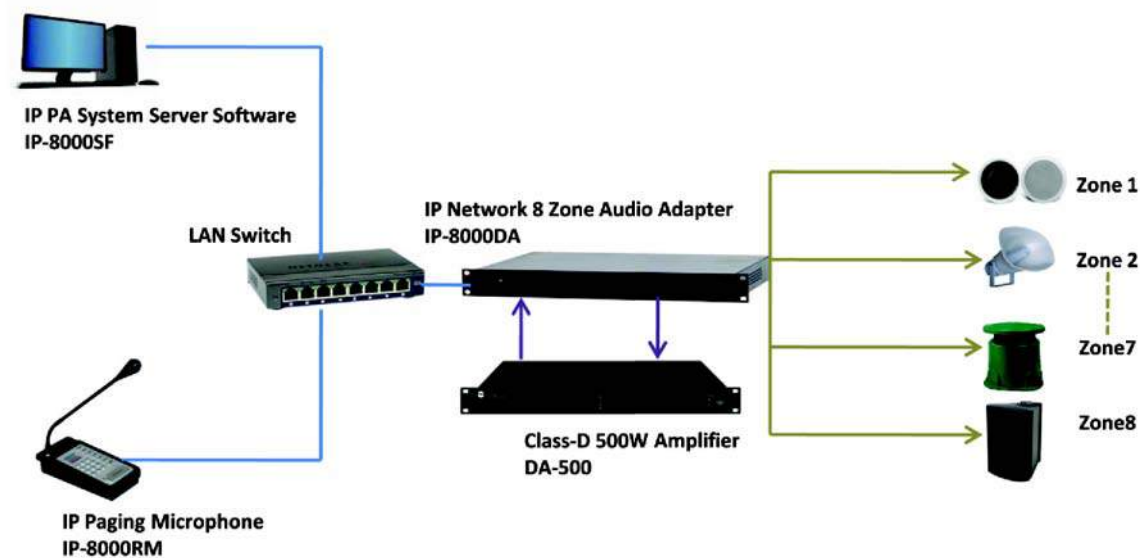 IP PA System Server Software
IP-8000SF
LAN Switch
IP Network 8 Zone Audio Adapter
IP-8000DA
Zone 1
Zone 2
Zone7
Zone8
Class-D 500W Amplifier
DA-500
IP Paging Microphone
IP-8000RM